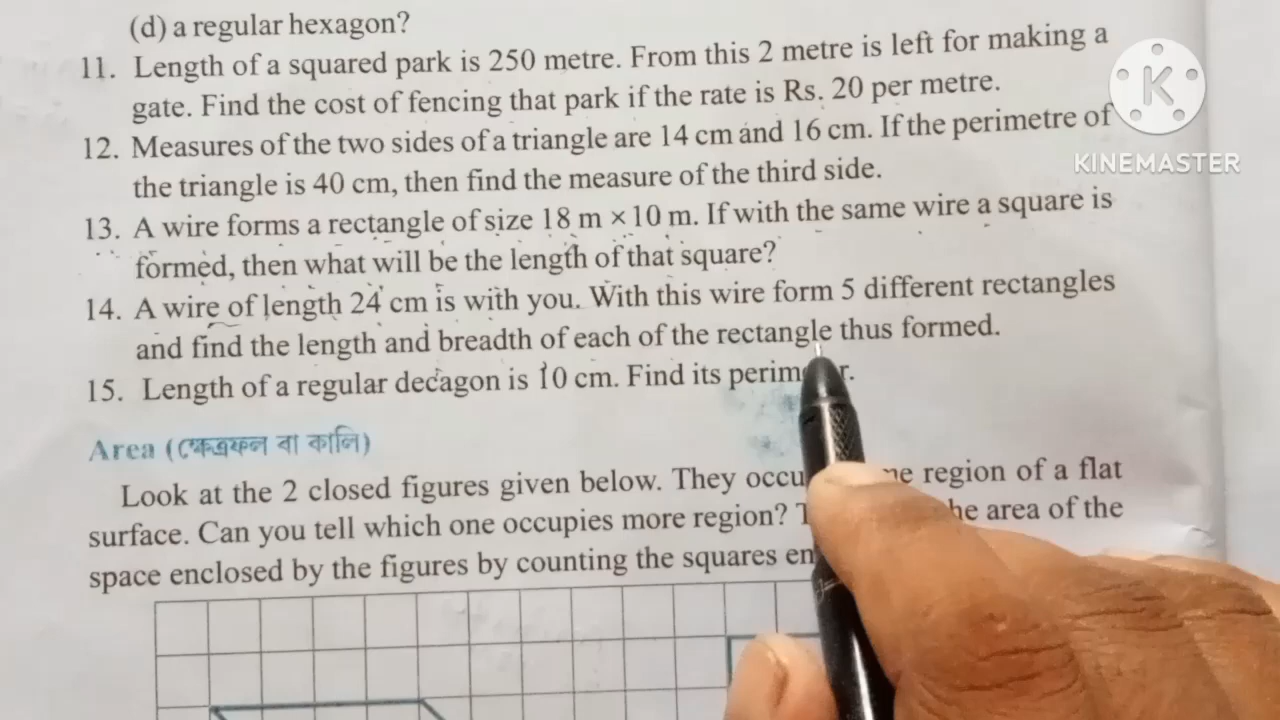 (d) a regular hexagon?
11. Length of a squared park is 250 metre. From this 2 metre is left for making a
gate. Find the cost of fencing that park if the rate is Rs. 20 per metre.
12. Measures of the two sides of a triangle are 14 cm and 16 cm. If the perimetre of
the triangle is 40 cm, then find the measure of the third side.
13. A wire forms a rectangle of size 18 m × 10 m. If with the same wire a square is
formed, then what will be the length of that square?
14. A wire of length 24 cm is with you. With this wire form 5 different rectangles
and find the length and breadth of each of the rectangle thus formed.
15. Length of a regular decagon is 10 cm. Find its
Area (ক্ষেত্ৰফল বা কালি)
Look at the 2 closed figures given below. They region of a flat
surface. Can you tell which one occupies more region? area of the
space enclosed by the figures by counting the squares
K
KINEMASTER